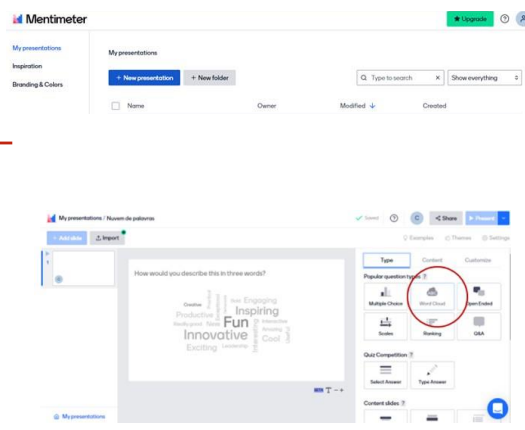 Mentimeter
★ Upgrade
My presentations
Inspiration
Branding & Colors
My presentations
+ New presentation
+ New folder
Type to search
Show everything
Name
Owner
Modified
Created
My presentations / Nuvem de palavras
Saved
C
Share
Present
+ Add slide
Import
Examples
Themes
Settings
Type
Content
Customize
How would you describe this in three words?
Popular question types
Multiple Choice
Word Cloud
Open Ended
Creative
Engaging
Inspiring
Productive
Fun
Interactive
Interesting
Innovative
Cool
Exciting
Leadership
Scales
Ranking
Q&A
Quiz Competition
Select Answer
Type Answer
Content slides
My presentations